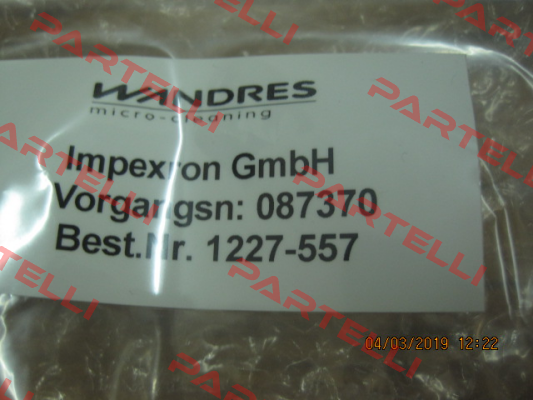 WANDRES
micro-cleaning
Impexron GmbH
Vorgangsn: 087370
Best.Nr. 1227-557
04/03/2019 12:22
PARTELLI
PARTELLI
PARTELLI
PARTELLI
PARTELLI
PARTELLI